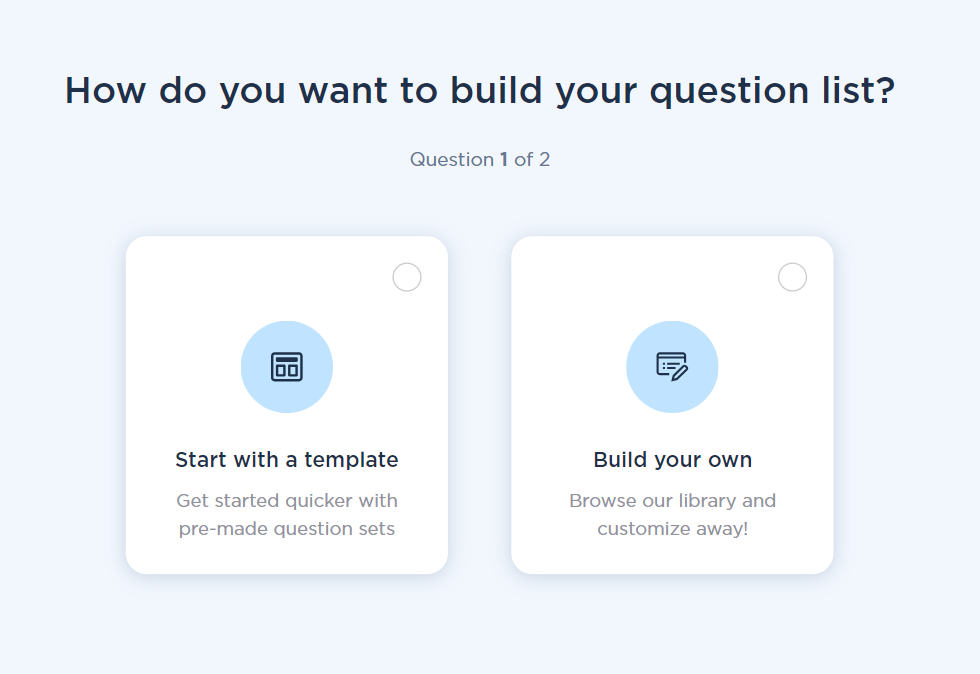 How do you want to build your question list?
Question 1 of 2
Start with a template
Get started quicker with
pre-made question sets
Build your own
Browse our library and
customize away!